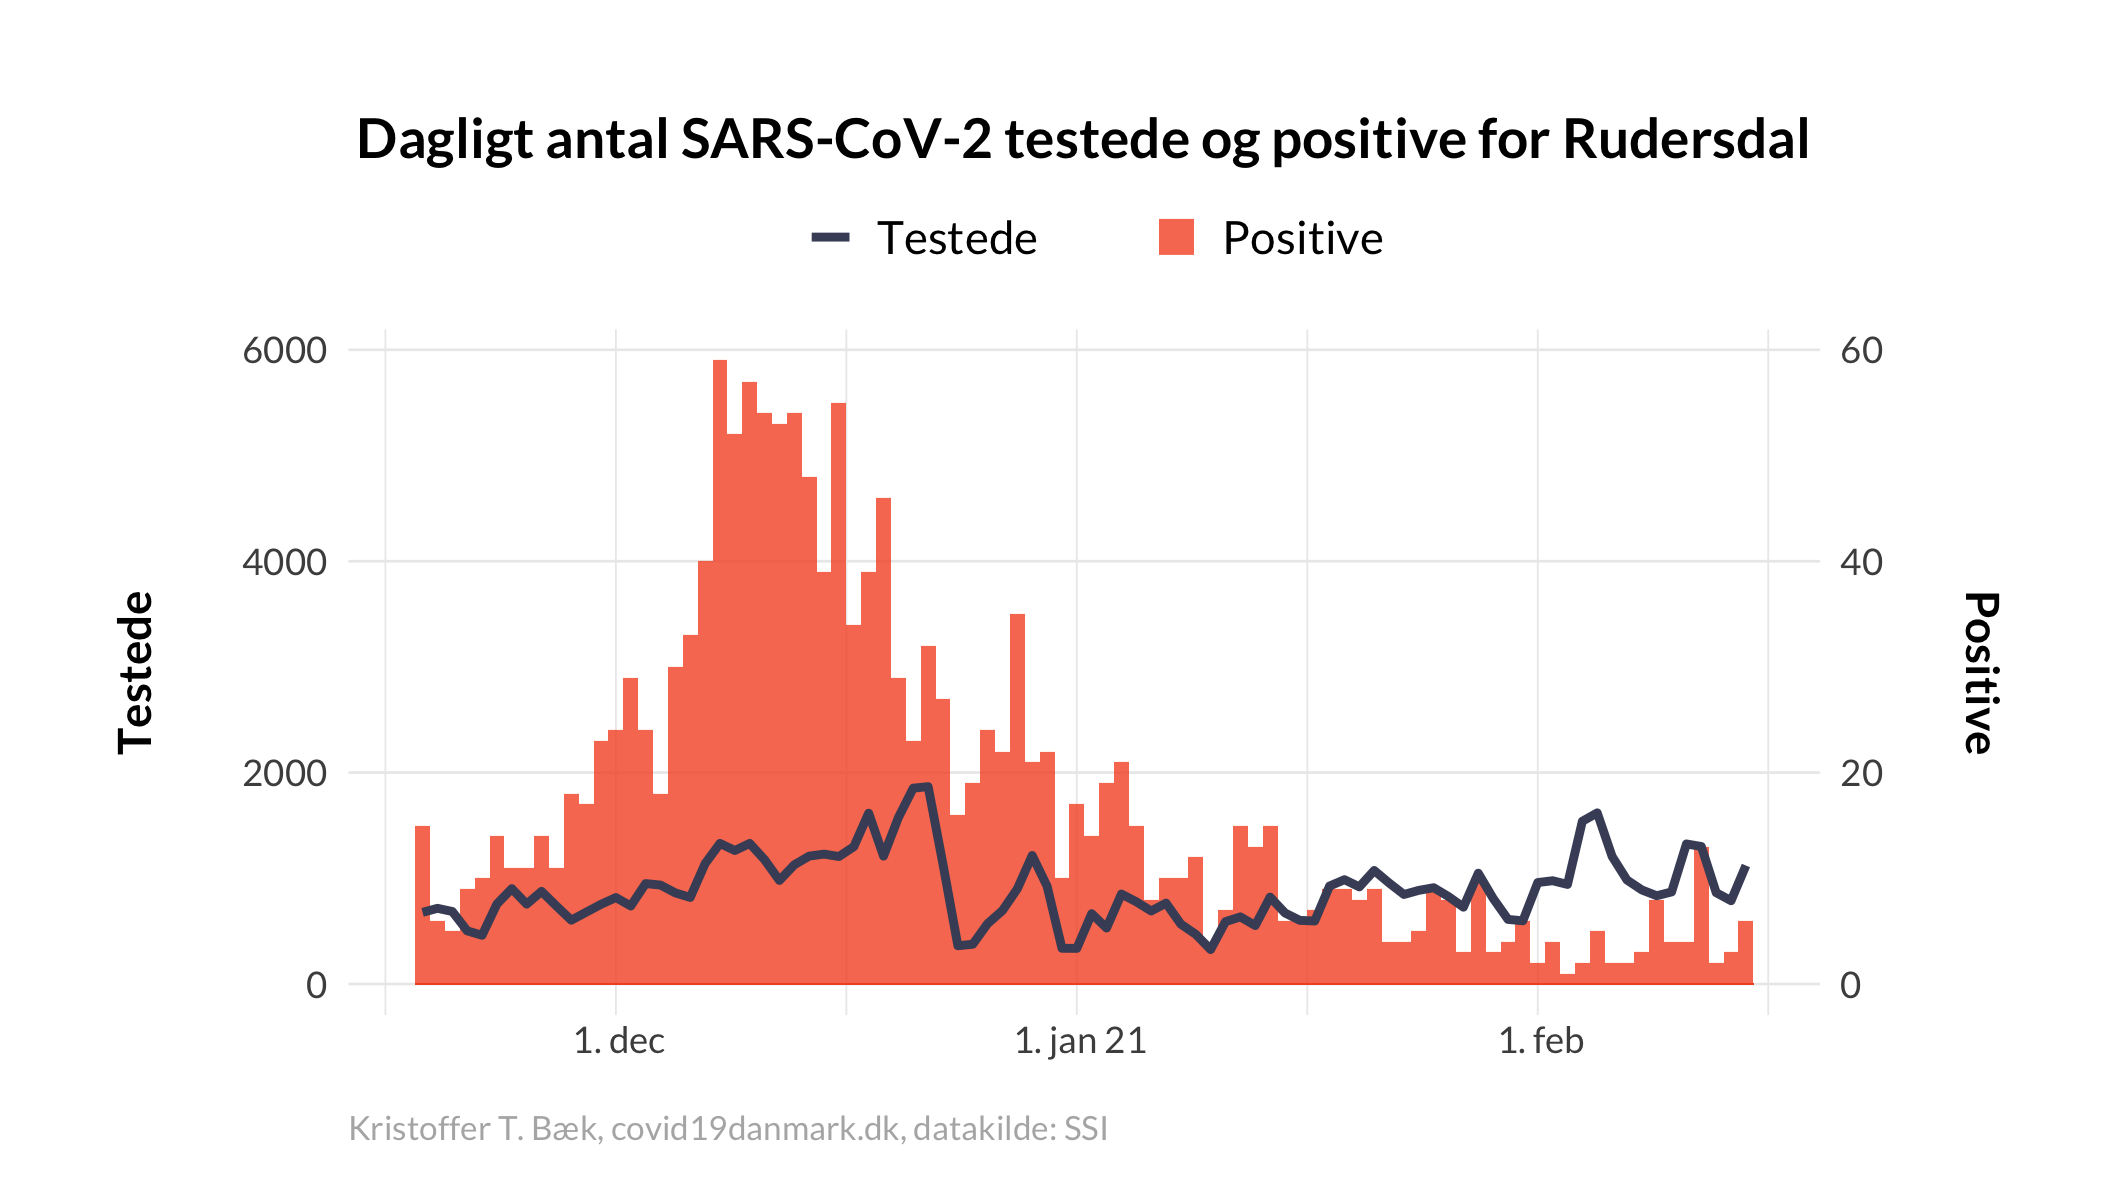 Dagligt antal SARS-CoV-2 testede og positive for Rudersdal
Testede
Positive
6000
4000
2000
0
60
40
20
0
Testede
Positive
1. dec
1. jan 21
1. feb
Kristoffer T. Bæk, covid19danmark.dk, datakilde: SSI